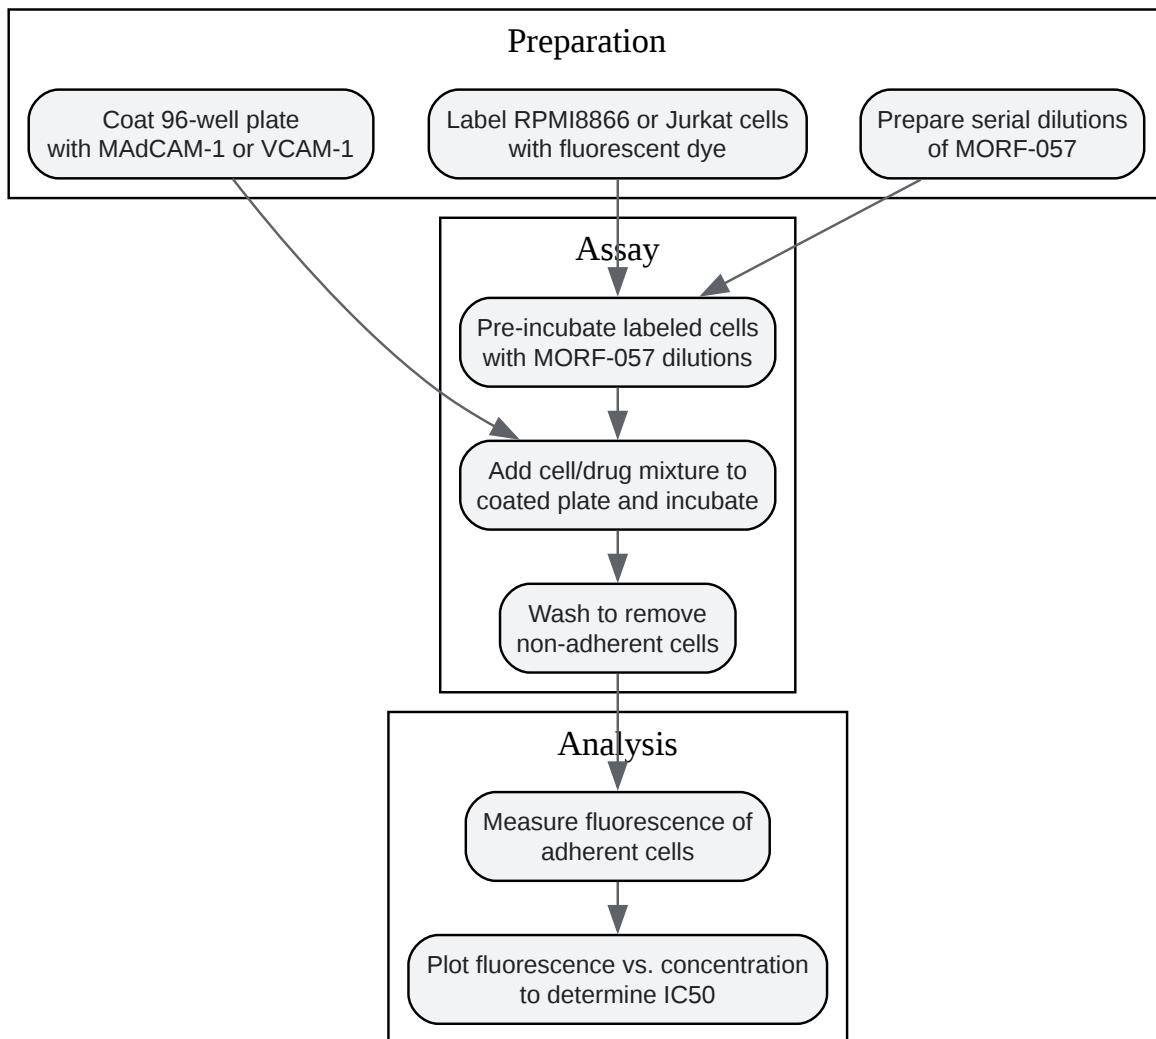 Preparation
Coat 96-well plate
with MAdCAM-1 or VCAM-1
Label RPMI8866 or Jurkat cells
with fluorescent dye
Prepare serial dilutions
of MORF-057
Assay
Pre-incubate labeled cells
with MORF-057 dilutions
Add cell/drug mixture to
coated plate and incubate
Wash to remove
non-adherent cells
Analysis
Measure fluorescence of
adherent cells
Plot fluorescence vs. concentration
to determine IC50